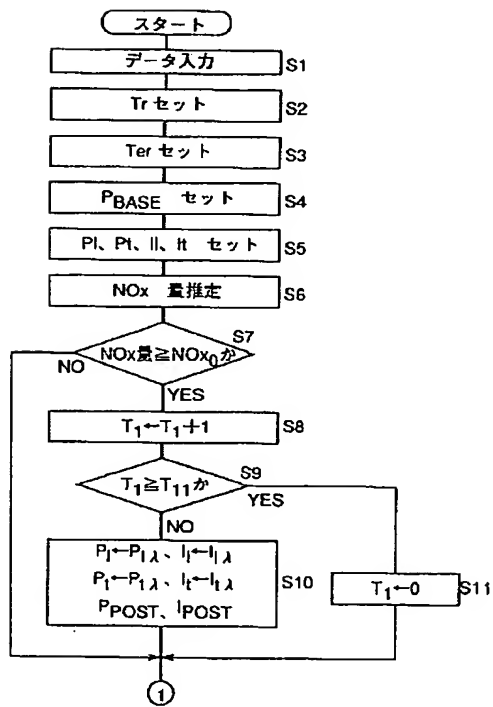 スタート
データ入力 S1
Tr セット S2
Ter セット S3
PBASE セット S4
Pl、Pt、Il、It セット S5
NOx 量推定 S6
S7
NOx量≧NOx0か
NO
YES
T1←T1+1 S8
S9
T1≧T11か
YES
NO
Pl←Plλ、Il←Ilλ
Pt←Ptλ、It←Itλ
PPOST、IPOST
S10
T1←0 S11
1